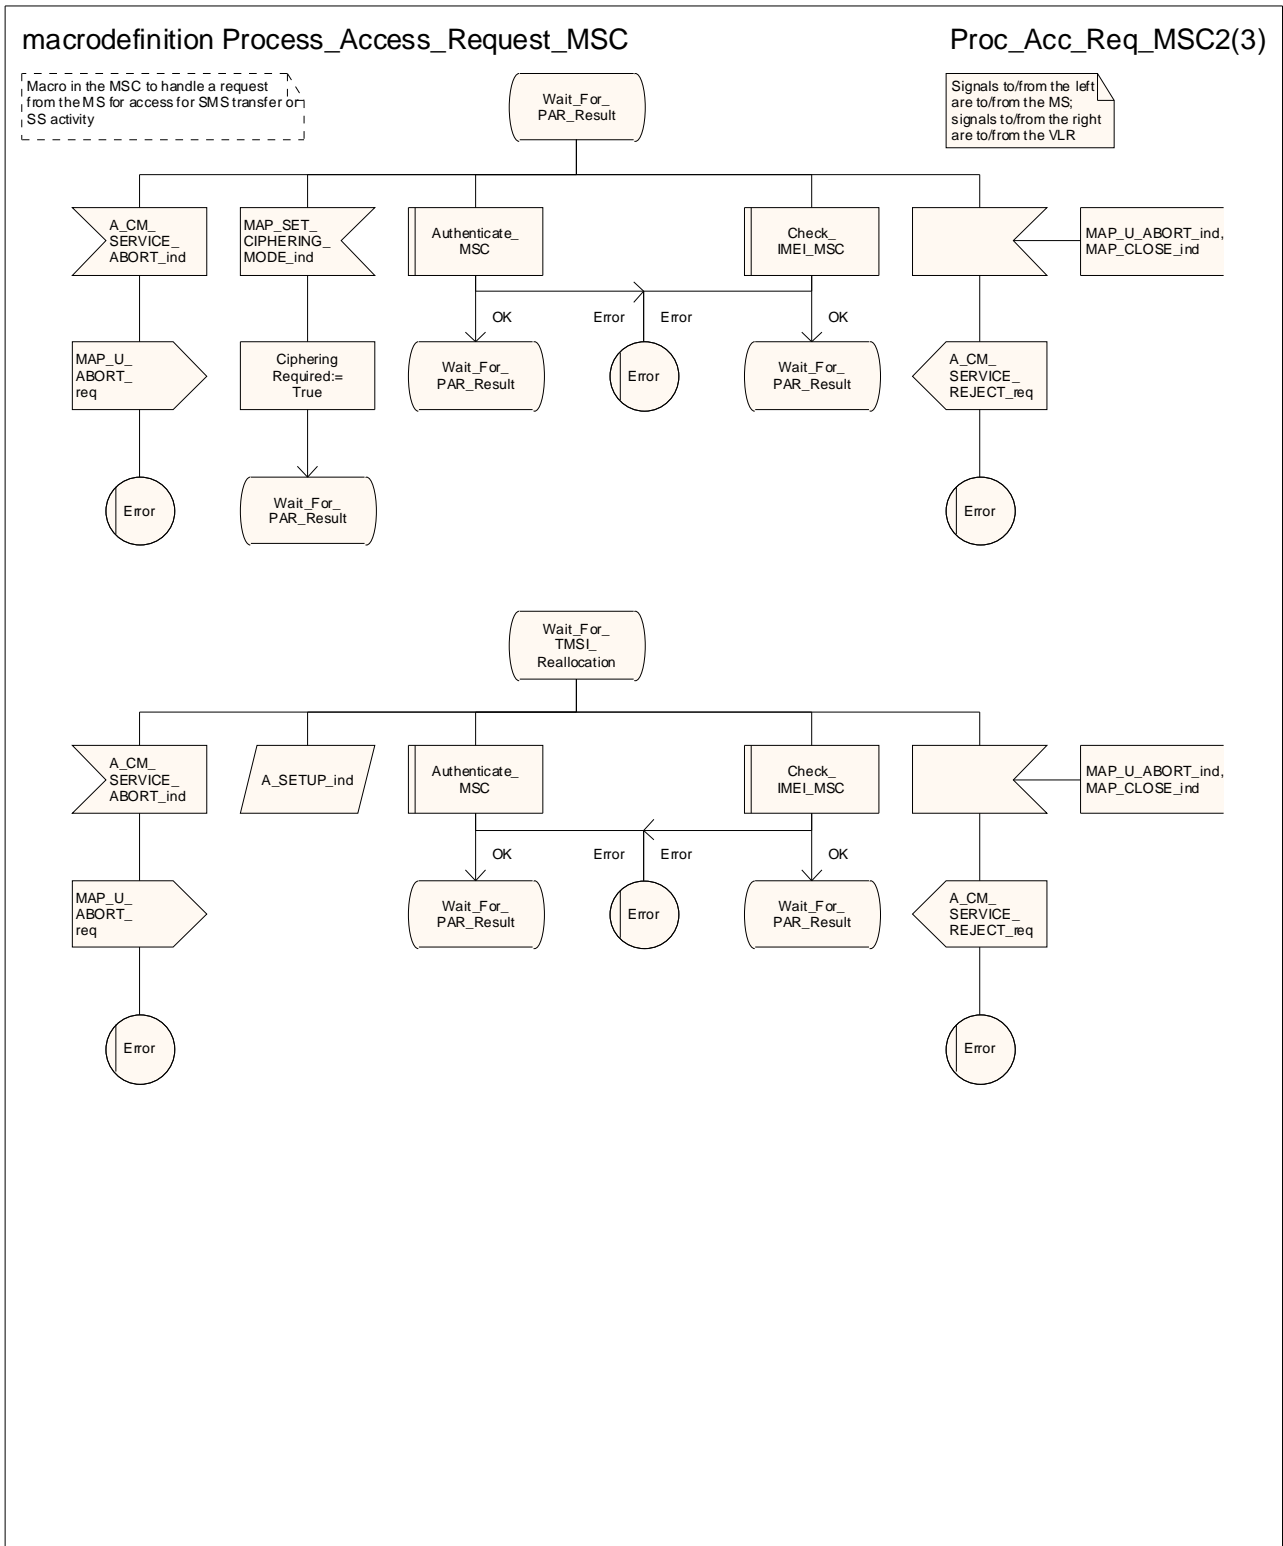 macrodefinition Process_Access_Request_MSC
Proc_Acc_Req_MSC2(3)
Macro in the MSC to handle a request
from the MS for access for SMS transfer or
SS activity
Wait_For_
PAR_Result
Signals to/from the left
are to/from the MS;
signals to/from the right
are to/from the VLR
A_CM_
SERVICE_
ABORT_ind
MAP_SET_
CIPHERING_
MODE_ind
Authenticate_
MSC
Check_
IMEI_MSC
MAP_U_ABORT_ind,
MAP_CLOSE_ind
OK
Error
Error
OK
MAP_U_
ABORT_
req
Ciphering
Required:=
True
Wait_For_
PAR_Result
Error
Wait_For_
PAR_Result
A_CM_
SERVICE_
REJECT_req
Error
Wait_For_
PAR_Result
Error
Wait_For_
TMSI_
Reallocation
A_CM_
SERVICE_
ABORT_ind
A_SETUP_ind
Authenticate_
MSC
Check_
IMEI_MSC
MAP_U_ABORT_ind,
MAP_CLOSE_ind
OK
Error
Error
OK
MAP_U_
ABORT_
req
Wait_For_
PAR_Result
Error
Wait_For_
PAR_Result
A_CM_
SERVICE_
REJECT_req
Error
Error